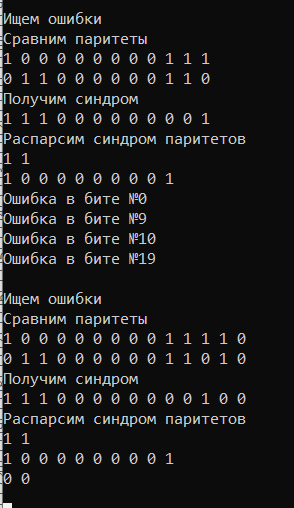 Ищем ошибки
Сравним паритеты
1 0 0 0 0 0 0 0 0 1 1 1
0 1 1 0 0 0 0 0 0 1 1 0
Получим синдром
1 1 1 0 0 0 0 0 0 0 0 1
Распарсим синдром паритетов
1 1
1 0 0 0 0 0 0 0 0 1
Ошибка в бите №0
Ошибка в бите №9
Ошибка в бите №10
Ошибка в бите №19
Ищем ошибки
Сравним паритеты
1 0 0 0 0 0 0 0 0 1 1 1 1 0
0 1 1 0 0 0 0 0 0 1 1 0 1 0
Получим синдром
1 1 1 0 0 0 0 0 0 0 0 1 0 0
Распарсим синдром паритетов
1 1
1 0 0 0 0 0 0 0 0 1
0 0